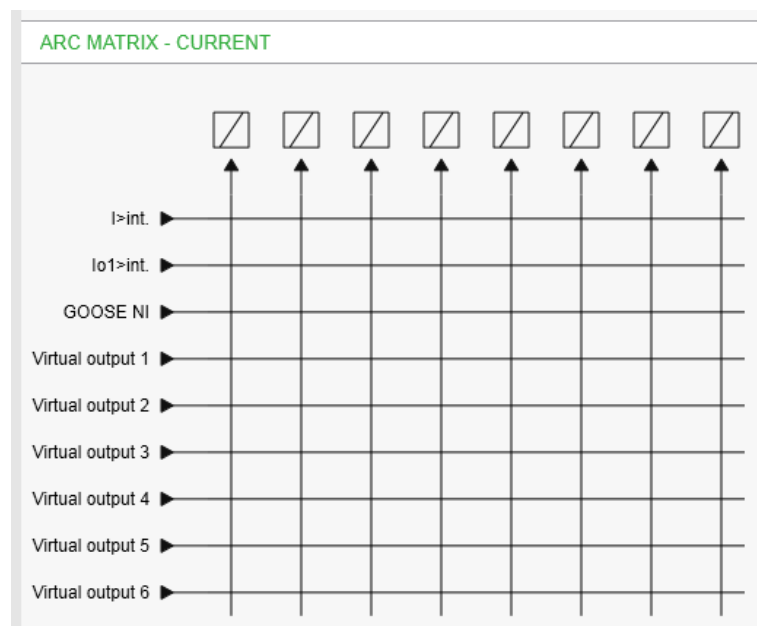 ARC MATRIX - CURRENT
I>int.
Io1>int.
GOOSE NI
Virtual output 1
Virtual output 2
Virtual output 3
Virtual output 4
Virtual output 5
Virtual output 6